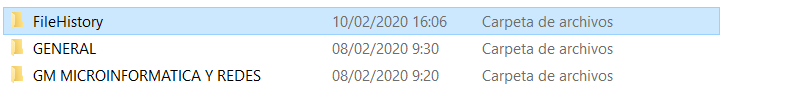 FileHistory 10/02/2020 16:06 Carpeta de archivos
GENERAL 08/02/2020 9:30 Carpeta de archivos
GM MICROINFORMATICA Y REDES 08/02/2020 9:20 Carpeta de archivos